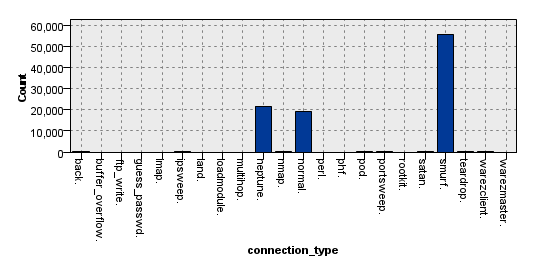 60,000
50,000
40,000
30,000
20,000
10,000
0
Count
back.
buffer_overflow.
ftp_write.
guess_passwd.
imap.
ipsweep.
land.
loadmodule.
multihop.
neptune.
nmap.
normal.
perl.
phf.
pod.
portsweep.
rootkit.
satan.
smurf.
teardrop.
warezclient.
warezmaster.
connection_type